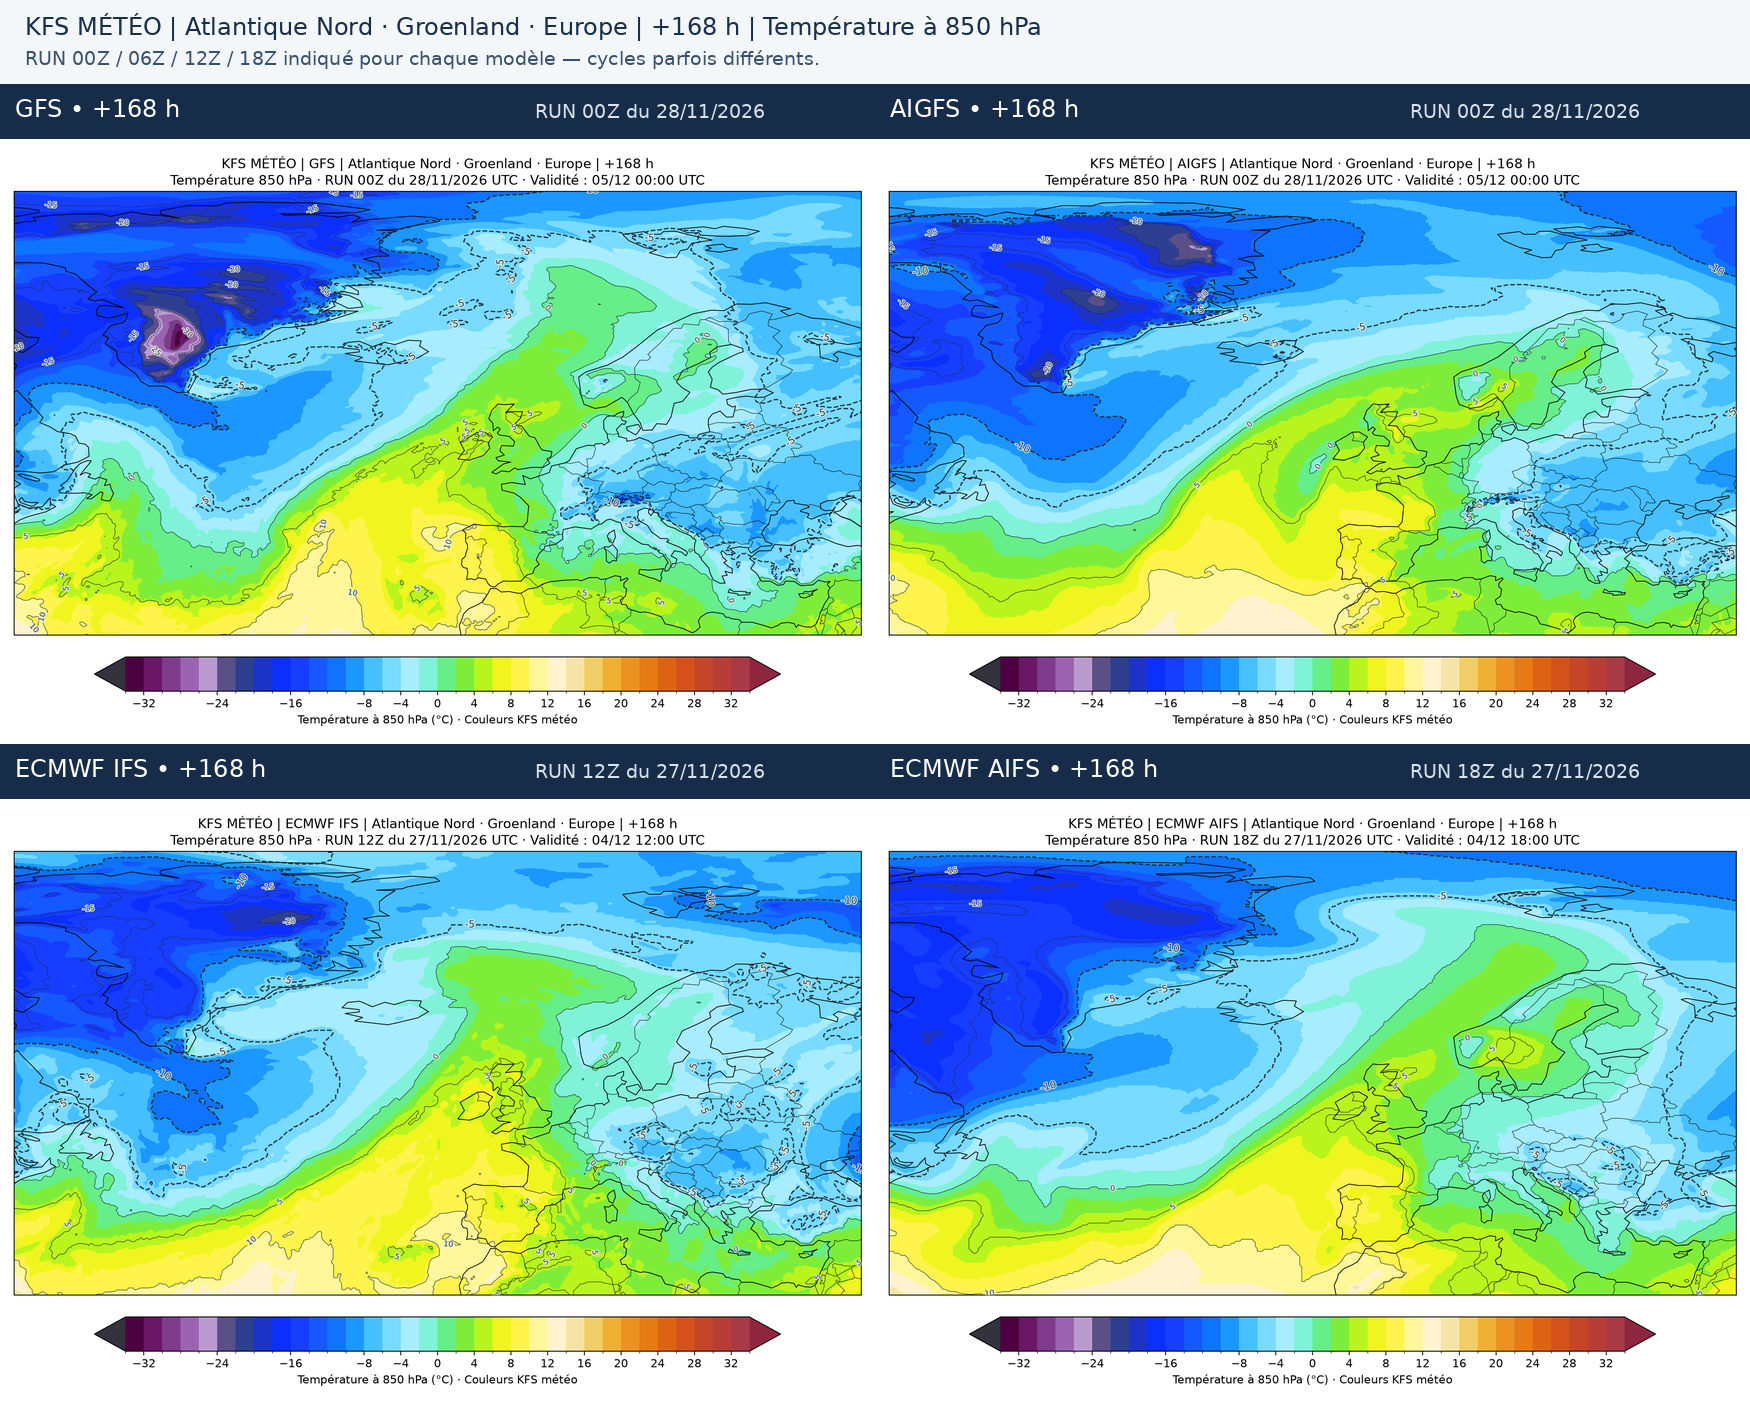 KFS MÉTÉO | Atlantique Nord · Groenland · Europe | +168 h | Température à 850 hPa
RUN 00Z / 06Z / 12Z / 18Z indiqué pour chaque modèle — cycles parfois différents.
GFS • +168 h
RUN 00Z du 28/11/2026
AIGFS • +168 h
RUN 00Z du 28/11/2026
KFS MÉTÉO | GFS | Atlantique Nord · Groenland · Europe | +168 h
Température 850 hPa · RUN 00Z du 28/11/2026 UTC · Validité : 05/12 00:00 UTC
KFS MÉTÉO | AIGFS | Atlantique Nord · Groenland · Europe | +168 h
Température 850 hPa · RUN 00Z du 28/11/2026 UTC · Validité : 05/12 00:00 UTC
−32 −24 −16 −8 −4 0 4 8 12 16 20 24 28 32
Température à 850 hPa (°C) · Couleurs KFS météo
−32 −24 −16 −8 −4 0 4 8 12 16 20 24 28 32
Température à 850 hPa (°C) · Couleurs KFS météo
ECMWF IFS • +168 h
RUN 12Z du 27/11/2026
ECMWF AIFS • +168 h
RUN 18Z du 27/11/2026
KFS MÉTÉO | ECMWF IFS | Atlantique Nord · Groenland · Europe | +168 h
Température 850 hPa · RUN 12Z du 27/11/2026 UTC · Validité : 04/12 12:00 UTC
KFS MÉTÉO | ECMWF AIFS | Atlantique Nord · Groenland · Europe | +168 h
Température 850 hPa · RUN 18Z du 27/11/2026 UTC · Validité : 04/12 18:00 UTC
−32 −24 −16 −8 −4 0 4 8 12 16 20 24 28 32
Température à 850 hPa (°C) · Couleurs KFS météo
−32 −24 −16 −8 −4 0 4 8 12 16 20 24 28 32
Température à 850 hPa (°C) · Couleurs KFS météo